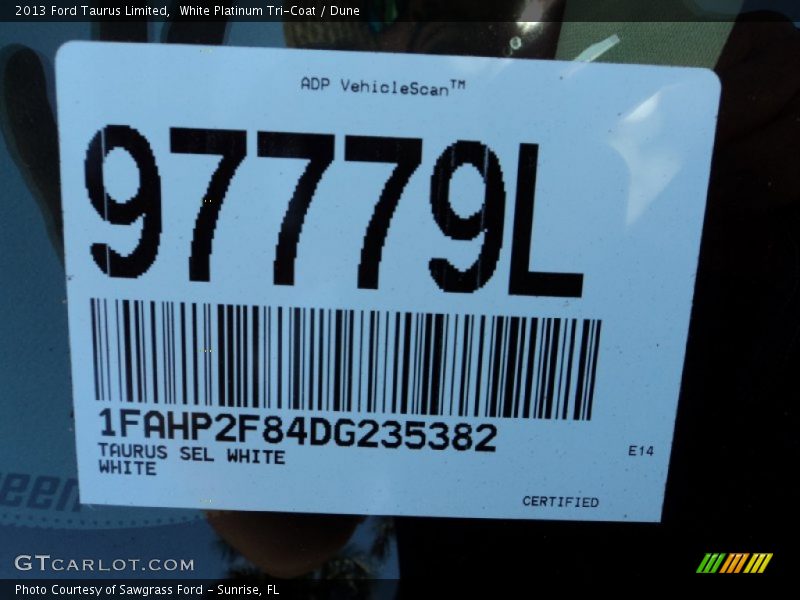 2013 Ford Taurus Limited,  White Platinum Tri-Coat / Dune
ADP VehicleScan™
97779L
1FAHP2F84DG235382
TAURUS SEL WHITE
WHITE
E14
CERTIFIED
GTCARLOT.COM
Photo Courtesy of Sawgrass Ford - Sunrise, FL